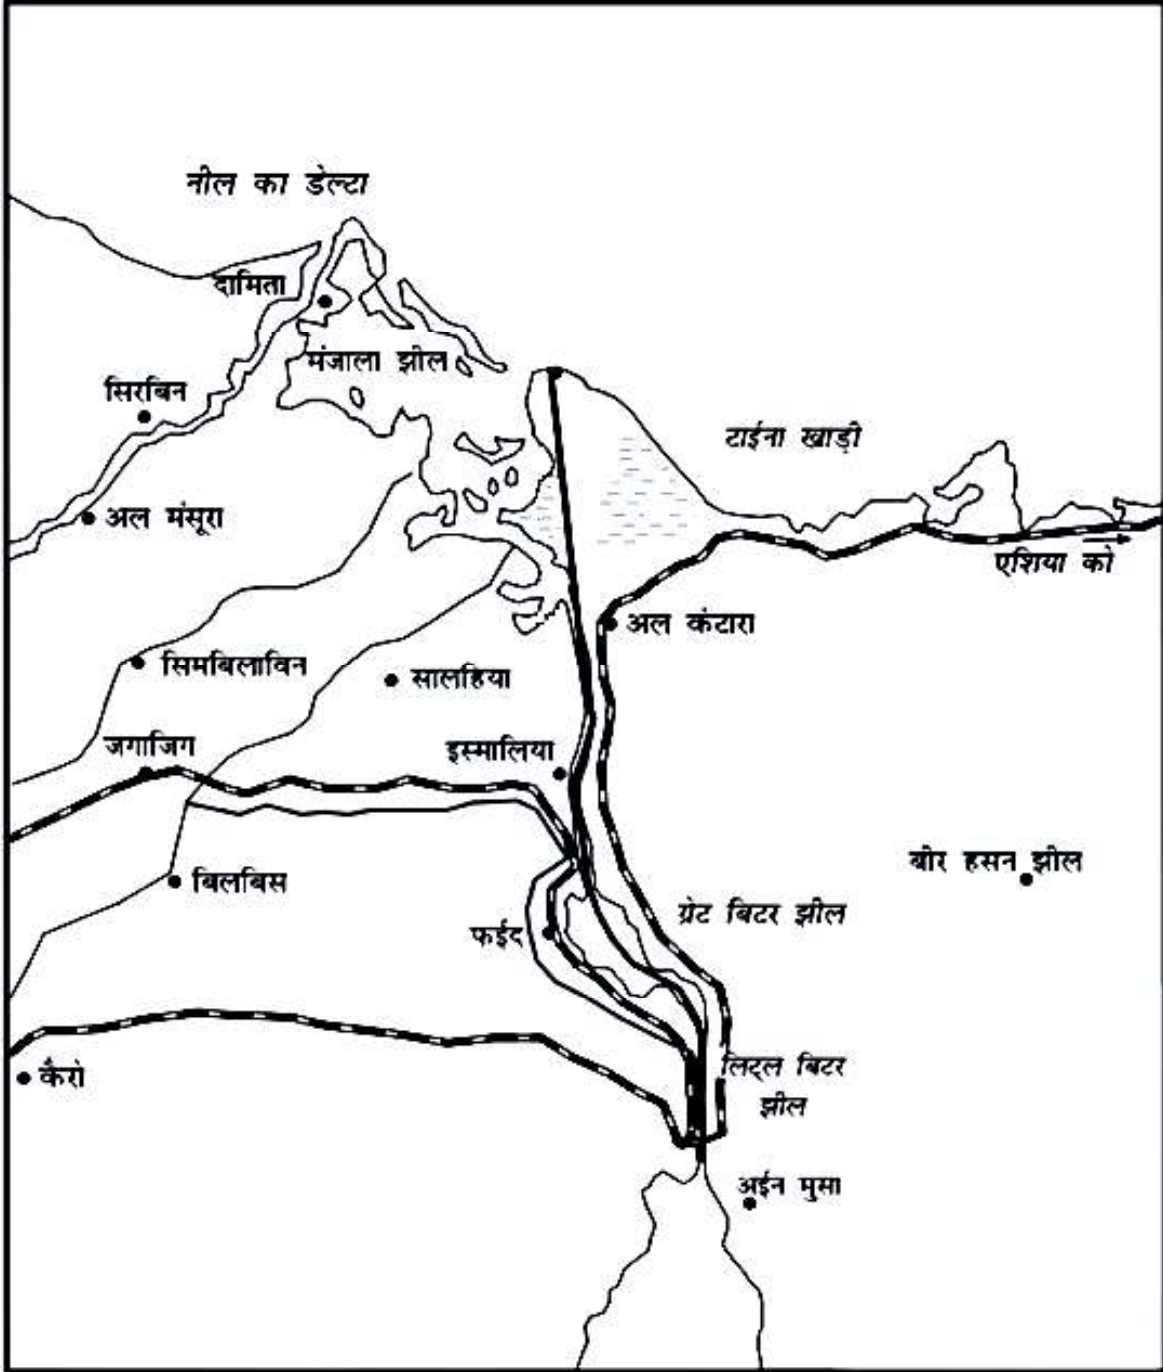 नील का डेल्टा
दामिता
मंजाला झील
सिरबिन
टाईना खाड़ी
अल मंसूरा
एशिया को
अल कंटारा
सिमबिलाविन
सालहिया
जगाजिग
इस्मालिया
बीर हसन झील
बिलबिस
ग्रेट बिटर झील
फईद
लिट्ल बिटर
झील
कैरो
अईन मुसा